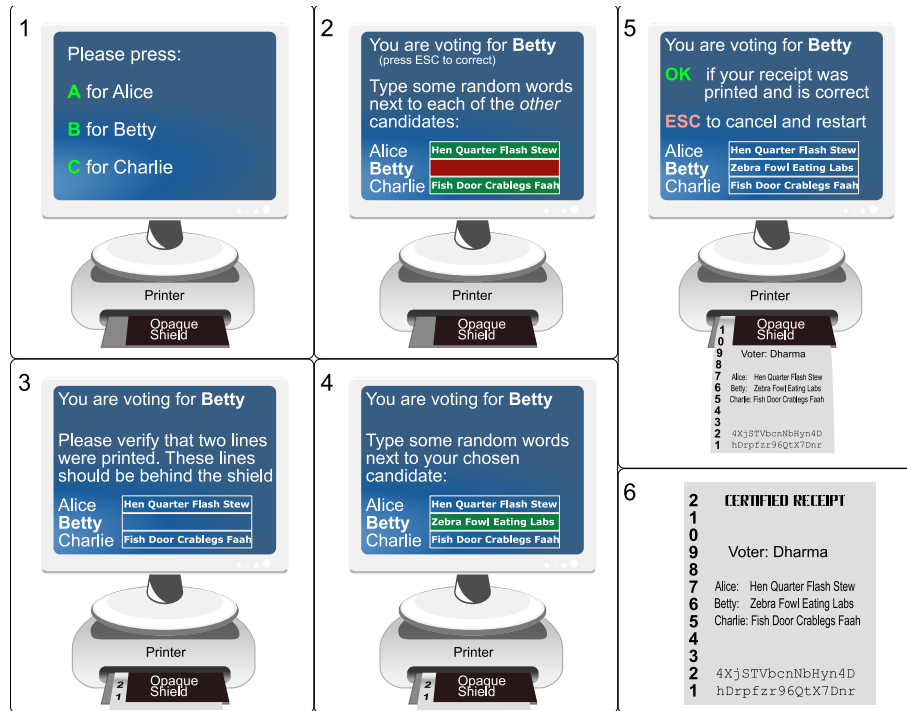 1
Please press:
A for Alice
B for Betty
C for Charlie
Printer
Opaque
Shield
2
You are voting for Betty
(press ESC to correct)
Type some random words
next to each of the other
candidates:
Alice Hen Quarter Flash Stew
Betty
Charlie Fish Door Crablegs Faah
Printer
Opaque
Shield
5
You are voting for Betty
OK if your receipt was
printed and is correct
ESC to cancel and restart
Alice Hen Quarter Flash Stew
Betty Zebra Fowl Eating Labs
Charlie Fish Door Crablegs Faah
Printer
Opaque
Shield
1
0
9 Voter: Dharma
8
7 Alice: Hen Quarter Flash Stew
6 Betty: Zebra Fowl Eating Labs
5 Charlie: Fish Door Crablegs Faah
4
3
2 4XjSTVbcnNbHyn4D
1 hDrpfzr96QtX7Dnr
3
You are voting for Betty
Please verify that two lines
were printed. These lines
should be behind the shield
Alice Hen Quarter Flash Stew
Betty
Charlie Fish Door Crablegs Faah
Printer
Opaque
Shield
2
1
4
You are voting for Betty
Type some random words
next to your chosen
candidate:
Alice Hen Quarter Flash Stew
Betty Zebra Fowl Eating Labs
Charlie Fish Door Crablegs Faah
Printer
Opaque
Shield
2
1
6
2 CERTIFIED RECEIPT
1
0
9 Voter: Dharma
8
7 Alice: Hen Quarter Flash Stew
6 Betty: Zebra Fowl Eating Labs
5 Charlie: Fish Door Crablegs Faah
4
3
2 4XjSTVbcnNbHyn4D
1 hDrpfzr96QtX7Dnr